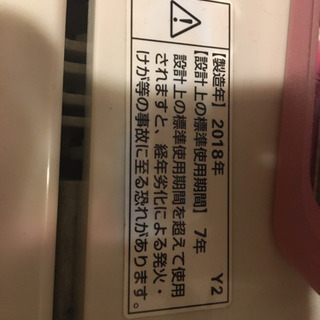 【製造年】2018年 Y2
【設計上の標準使用期間】7年
設計上の標準使用期間を超えて使用
されますと、経年劣化による発火・
けが等の事故に至る恐れがあります。